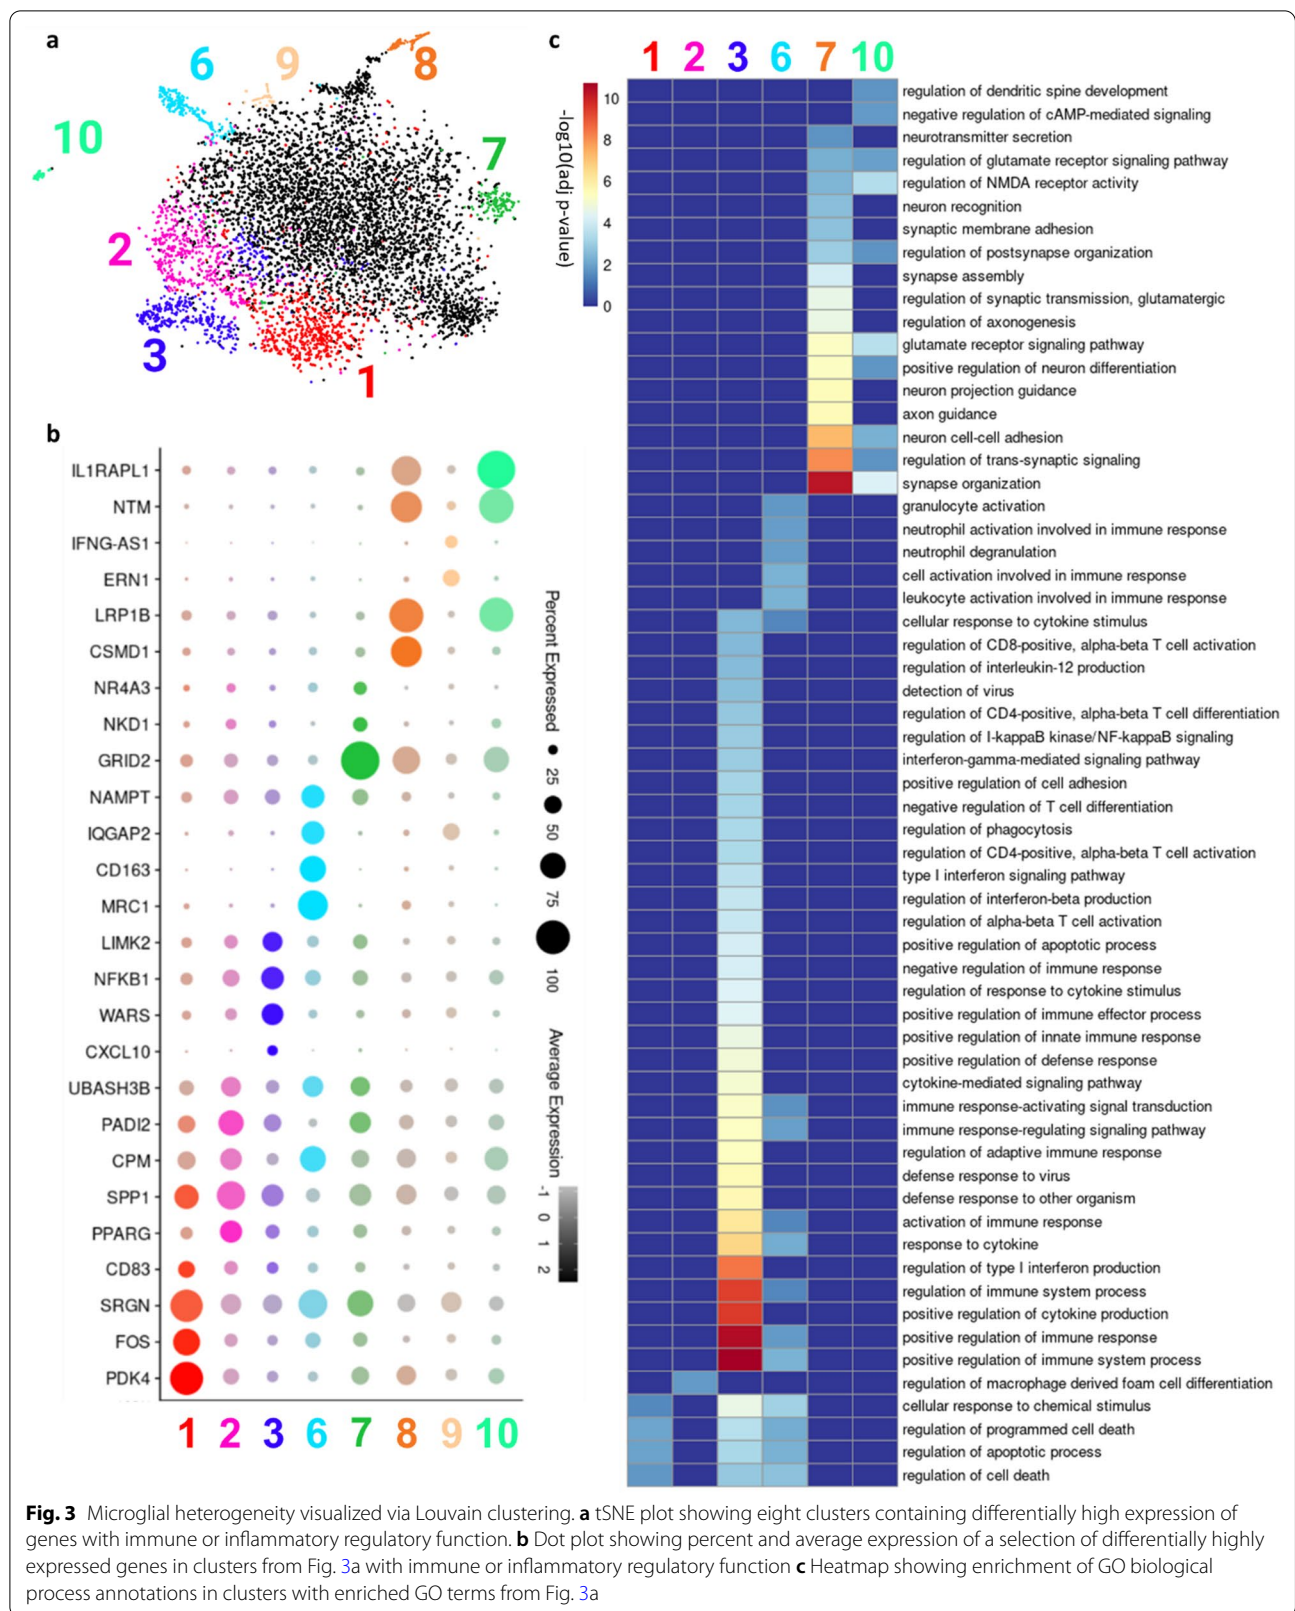 a
6
9
8
10
7
2
3
1
c
1 2 3 6 7 10
10
8
6
4
2
0
-log10(adj p-value)
regulation of dendritic spine development
negative regulation of cAMP-mediated signaling
neurotransmitter secretion
regulation of glutamate receptor signaling pathway
regulation of NMDA receptor activity
neuron recognition
synaptic membrane adhesion
regulation of postsynapse organization
synapse assembly
regulation of synaptic transmission, glutamatergic
regulation of axonogenesis
glutamate receptor signaling pathway
positive regulation of neuron differentiation
neuron projection guidance
axon guidance
neuron cell-cell adhesion
regulation of trans-synaptic signaling
synapse organization
granulocyte activation
neutrophil activation involved in immune response
neutrophil degranulation
cell activation involved in immune response
leukocyte activation involved in immune response
cellular response to cytokine stimulus
regulation of CD8-positive, alpha-beta T cell activation
regulation of interleukin-12 production
detection of virus
regulation of CD4-positive, alpha-beta T cell differentiation
regulation of I-kappaB kinase/NF-kappaB signaling
interferon-gamma-mediated signaling pathway
positive regulation of cell adhesion
negative regulation of T cell differentiation
regulation of phagocytosis
regulation of CD4-positive, alpha-beta T cell activation
type I interferon signaling pathway
regulation of interferon-beta production
regulation of alpha-beta T cell activation
positive regulation of apoptotic process
negative regulation of immune response
regulation of response to cytokine stimulus
positive regulation of immune effector process
positive regulation of innate immune response
positive regulation of defense response
cytokine-mediated signaling pathway
immune response-activating signal transduction
immune response-regulating signaling pathway
regulation of adaptive immune response
defense response to virus
defense response to other organism
activation of immune response
response to cytokine
regulation of type I interferon production
regulation of immune system process
positive regulation of cytokine production
positive regulation of immune response
positive regulation of immune system process
regulation of macrophage derived foam cell differentiation
cellular response to chemical stimulus
regulation of programmed cell death
regulation of apoptotic process
regulation of cell death
b
IL1RAPL1
NTM
IFNG-AS1
ERN1
LRP1B
CSMD1
NR4A3
NKD1
GRID2
NAMPT
IQGAP2
CD163
MRC1
LIMK2
NFKB1
WARS
CXCL10
UBASH3B
PADI2
CPM
SPP1
PPARG
CD83
SRGN
FOS
PDK4
1 2 3 6 7 8 9 10
Percent Expressed
25
50
75
100
Average Expression
-1
0
1
2
Fig. 3 Microglial heterogeneity visualized via Louvain clustering. a tSNE plot showing eight clusters containing differentially high expression of
genes with immune or inflammatory regulatory function. b Dot plot showing percent and average expression of a selection of differentially highly
expressed genes in clusters from Fig. 3a with immune or inflammatory regulatory function c Heatmap showing enrichment of GO biological
process annotations in clusters with enriched GO terms from Fig. 3a